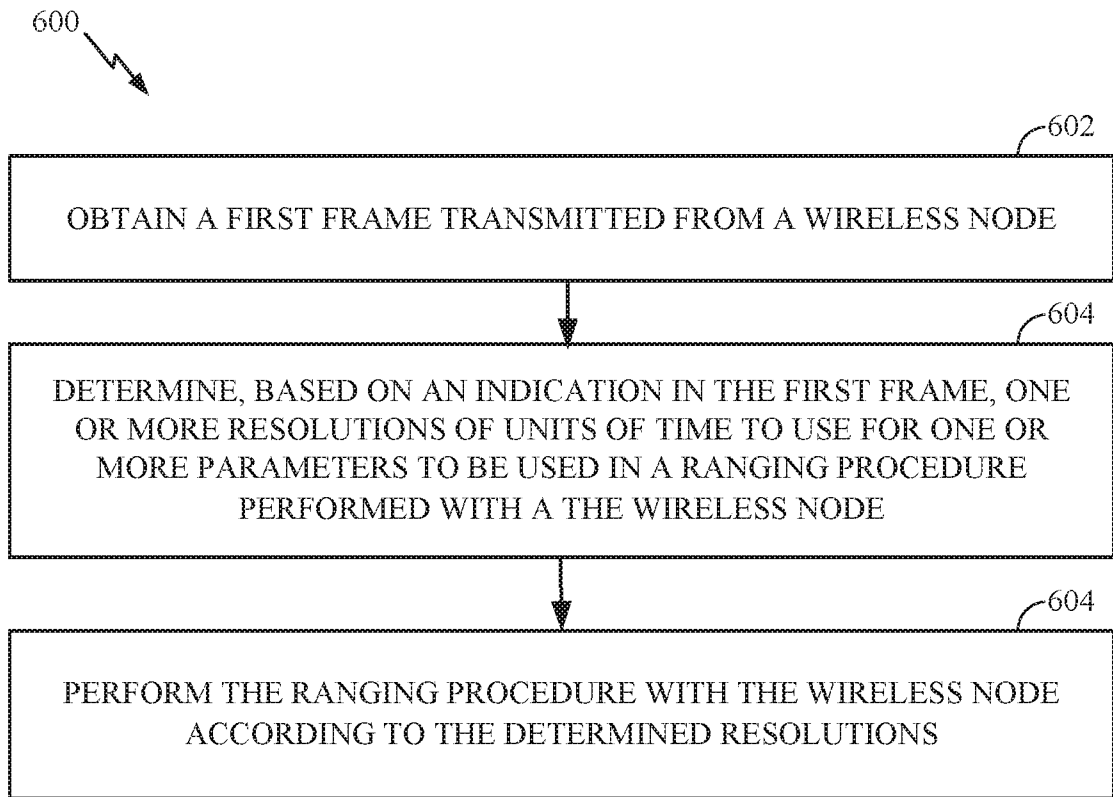 600
602
OBTAIN A FIRST FRAME TRANSMITTED FROM A WIRELESS NODE
604
DETERMINE, BASED ON AN INDICATION IN THE FIRST FRAME, ONE
OR MORE RESOLUTIONS OF UNITS OF TIME TO USE FOR ONE OR
MORE PARAMETERS TO BE USED IN A RANGING PROCEDURE
PERFORMED WITH A THE WIRELESS NODE
604
PERFORM THE RANGING PROCEDURE WITH THE WIRELESS NODE
ACCORDING TO THE DETERMINED RESOLUTIONS